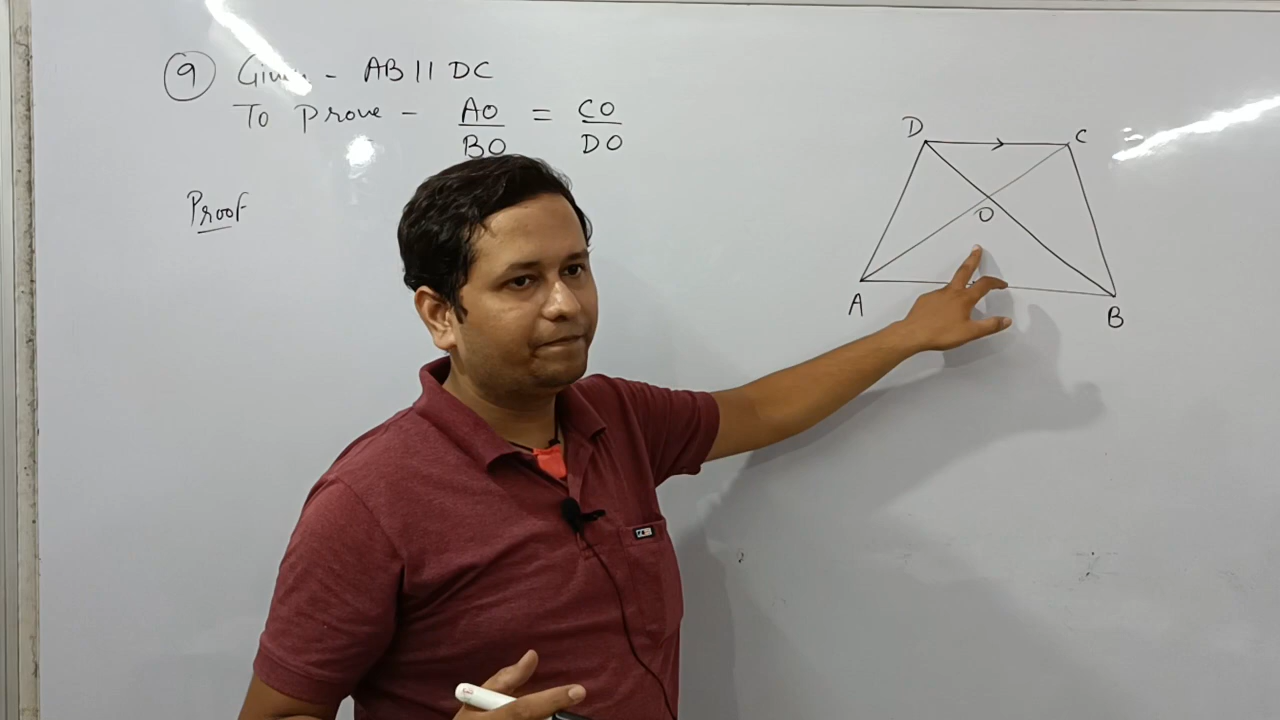 9 Given - AB || DC
To Prove - AO/BO = CO/DO
Proof
D C
O
A B